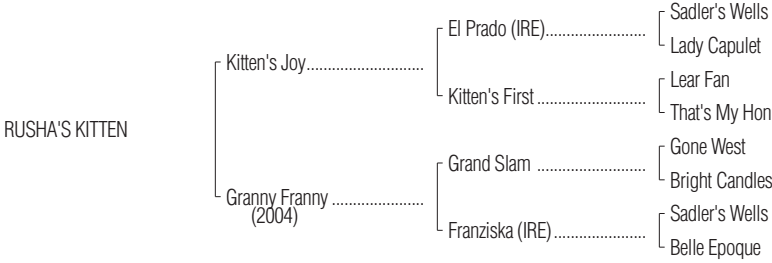 Sadler's Wells
El Prado (IRE)
Lady Capulet
Kitten's Joy
Lear Fan
Kitten's First
That's My Hon
RUSHA'S KITTEN
Gone West
Grand Slam
Bright Candles
Granny Franny
(2004)
Sadler's Wells
Franziska (IRE)
Belle Epoque